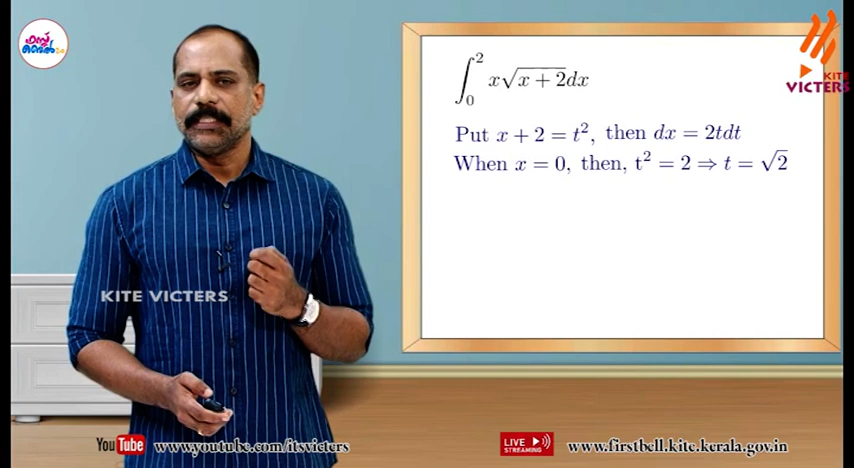 ഫസ്റ്റ്
ബെൽ
∫₀² x√(x + 2)dx
Put x + 2 = t², then dx = 2tdt
When x = 0, then, t² = 2 ⇒ t = √2
KITE
VICTERS
KITE VICTERS
YouTube www.youtube.com/itsvicters
LIVE STREAMING www.firstbell.kite.kerala.gov.in